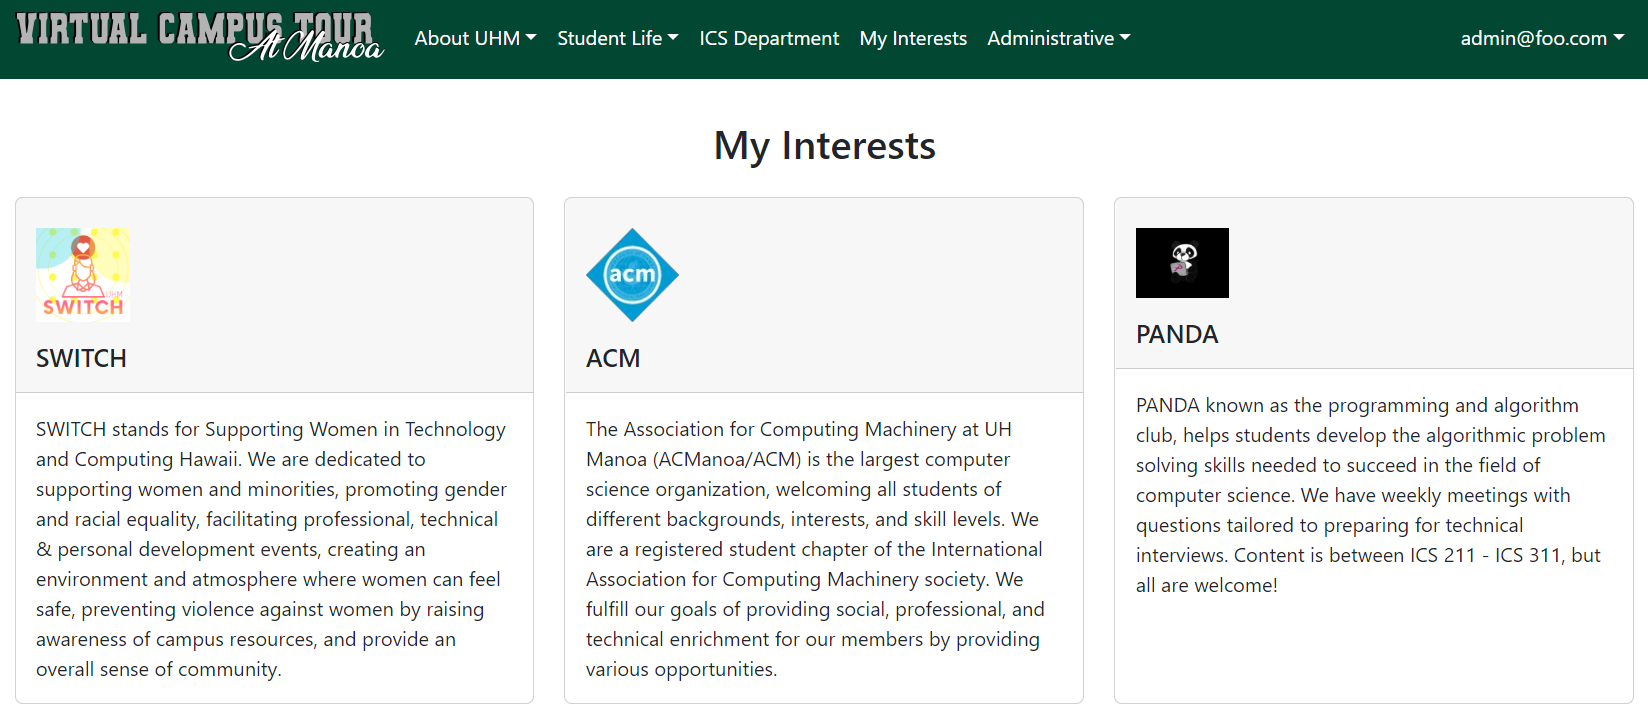 VIRTUAL CAMPUS TOUR
At Manoa
About UHM
Student Life
ICS Department
My Interests
Administrative
admin@foo.com
My Interests
UHM
SWITCH
SWITCH
SWITCH stands for Supporting Women in Technology
and Computing Hawaii. We are dedicated to
supporting women and minorities, promoting gender
and racial equality, facilitating professional, technical
& personal development events, creating an
environment and atmosphere where women can feel
safe, preventing violence against women by raising
awareness of campus resources, and provide an
overall sense of community.
acm
ACM
The Association for Computing Machinery at UH
Manoa (ACManoa/ACM) is the largest computer
science organization, welcoming all students of
different backgrounds, interests, and skill levels. We
are a registered student chapter of the International
Association for Computing Machinery society. We
fulfill our goals of providing social, professional, and
technical enrichment for our members by providing
various opportunities.
PANDA
PANDA known as the programming and algorithm
club, helps students develop the algorithmic problem
solving skills needed to succeed in the field of
computer science. We have weekly meetings with
questions tailored to preparing for technical
interviews. Content is between ICS 211 - ICS 311, but
all are welcome!